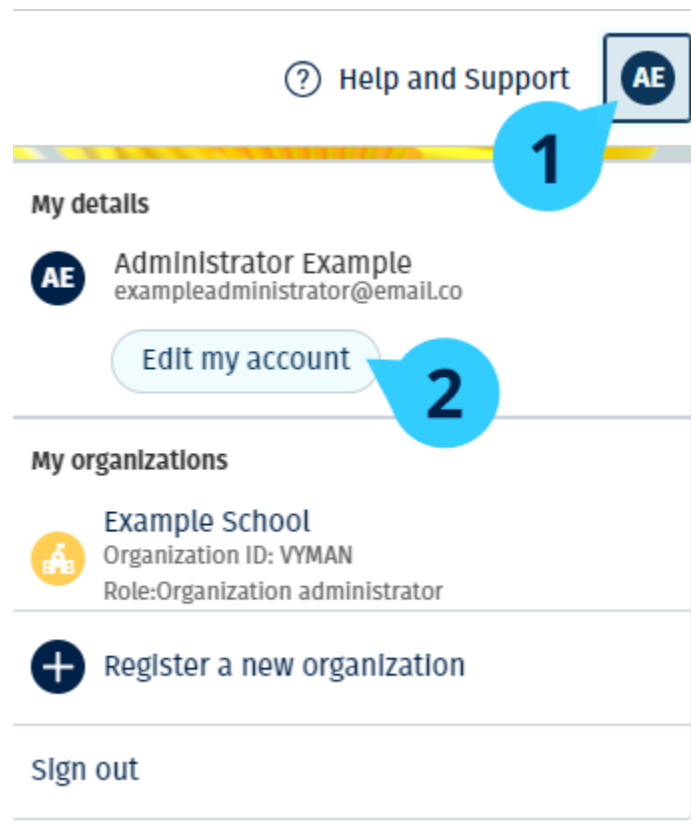 ? Help and Support AE
1
My details
AE Administrator Example
exampleadministrator@email.co
Edit my account
2
My organizations
Example School
Organization ID: VYMAN
Role:Organization administrator
Register a new organization
Sign out